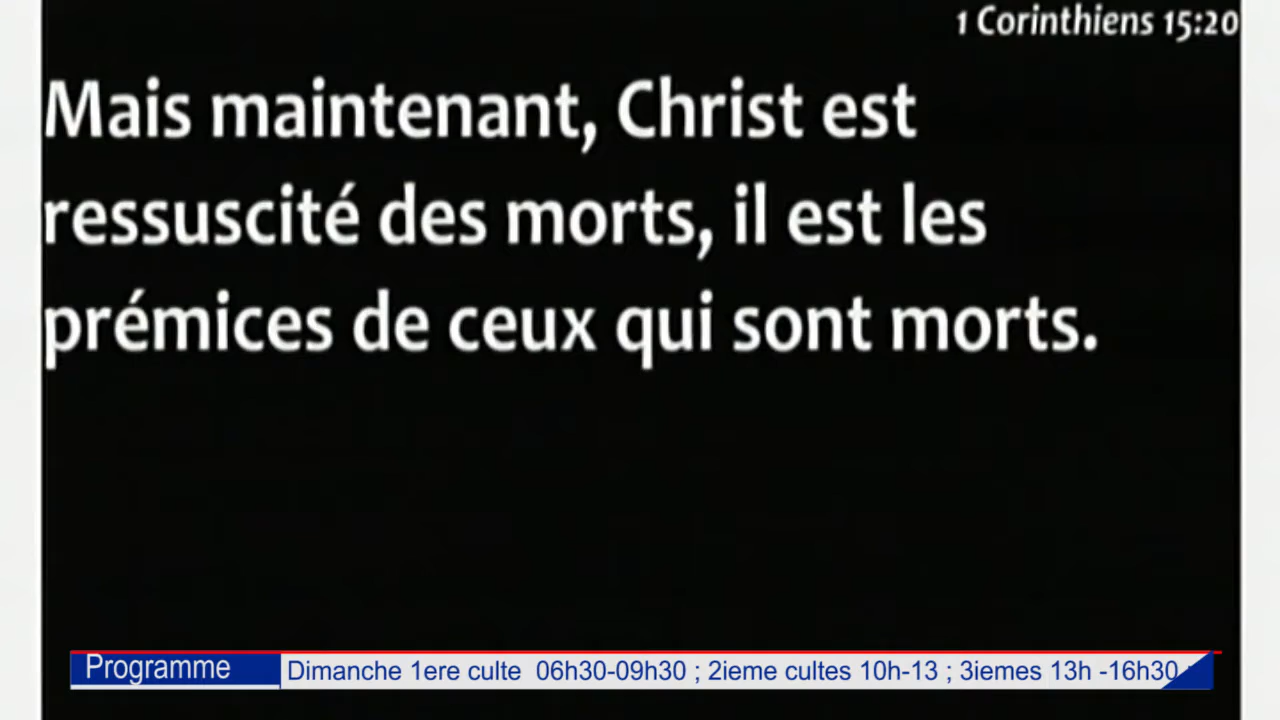 1 Corinthiens 15:20
Mais maintenant, Christ est
ressuscité des morts, il est les
prémices de ceux qui sont morts.
Programme
Dimanche 1ere culte 06h30-09h30 ; 2ieme cultes 10h-13 ; 3iemes 13h -16h30